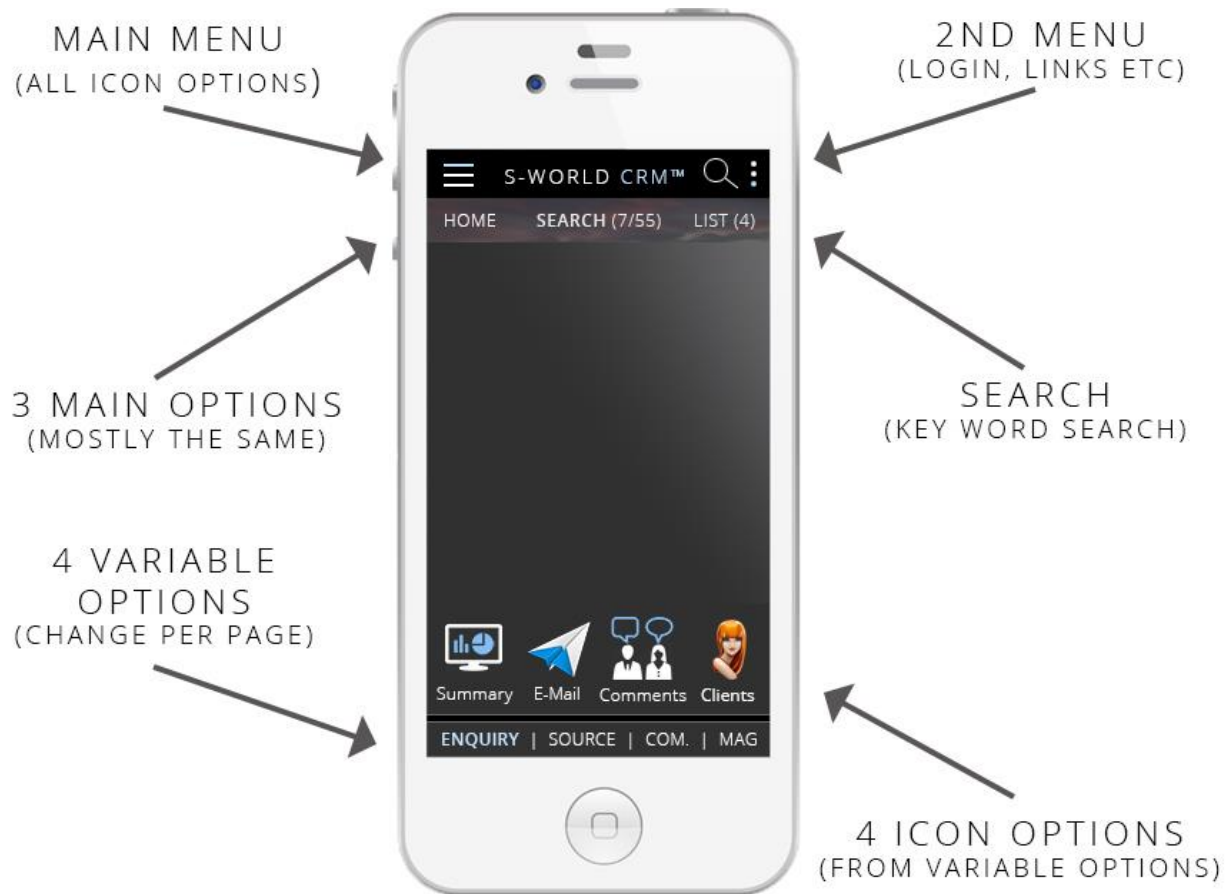 MAIN MENU
(ALL ICON OPTIONS)
2ND MENU
(LOGIN, LINKS ETC)
S-WORLD CRM™
HOME SEARCH (7/55) LIST (4)
3 MAIN OPTIONS
(MOSTLY THE SAME)
SEARCH
(KEY WORD SEARCH)
4 VARIABLE
OPTIONS
(CHANGE PER PAGE)
Summary E-Mail Comments Clients
ENQUIRY | SOURCE | COM. | MAG
4 ICON OPTIONS
(FROM VARIABLE OPTIONS)